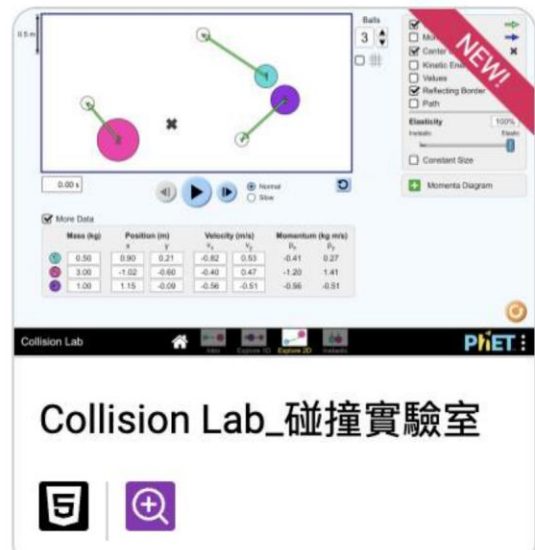 0.5 m
Balls
3
NEW!
Center
Kinetic Ene
Values
Reflecting Border
Path
Elasticity 100%
Inelastic Elastic
Constant Size
0.00 s
Normal
Slow
Momenta Diagram
More Data
Mass (kg) Position (m) Velocity (m/s) Momentum (kg m/s)
x y vx vy px py
0.50 0.90 0.21 -0.82 0.53 -0.41 0.27
3.00 -1.02 -0.60 -0.40 0.47 -1.20 1.41
1.00 1.15 -0.09 -0.56 -0.51 -0.56 -0.51
Collision Lab
Intro Explore 1D Explore 2D Inelastic
PhET
Collision Lab_碰撞實驗室
5